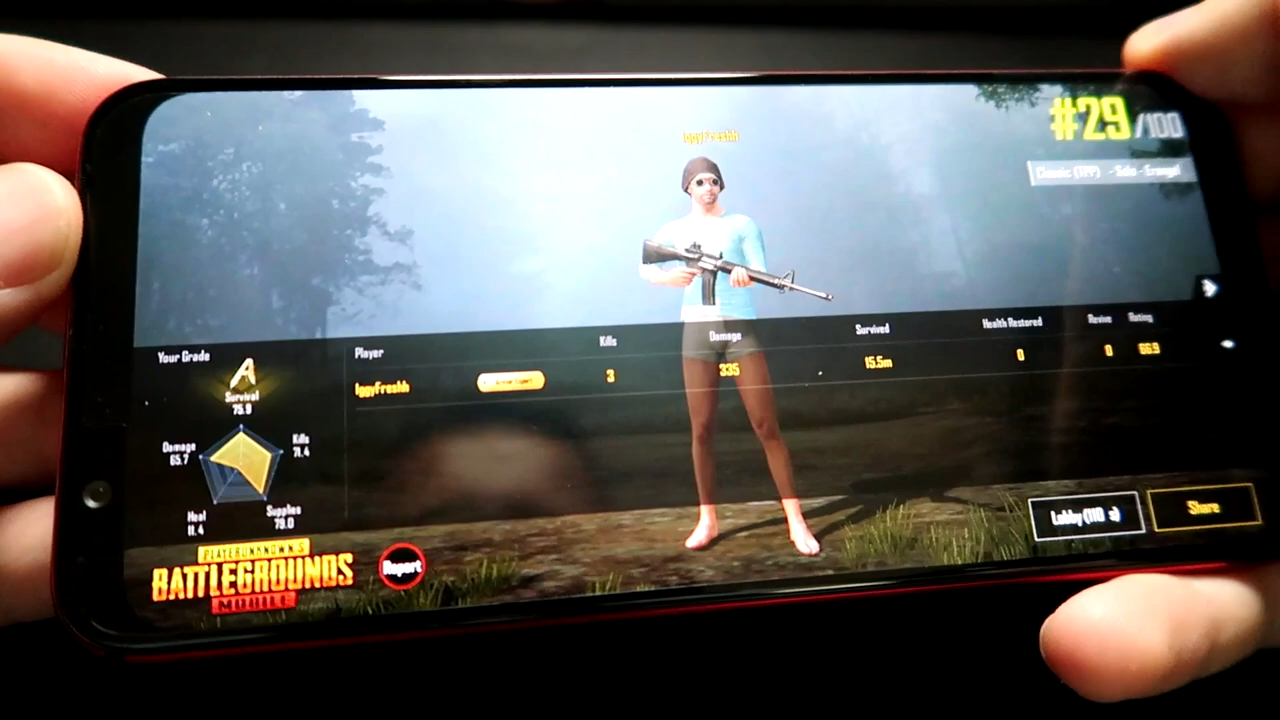 IggyFreshh
#29/100
Classic (TPP) - Solo - Erangel
Your Grade
A
Survival
75.9
Damage
65.7
Kills
71.4
Heal
11.4
Supplies
79.0
Player Kills Damage Survived Health Restored Revive Rating
IggyFreshh 3 335 15.5m 0 0 66.9
PLAYERUNKNOWN'S
BATTLEGROUNDS
MOBILE
Report
Lobby (110 s)
Share